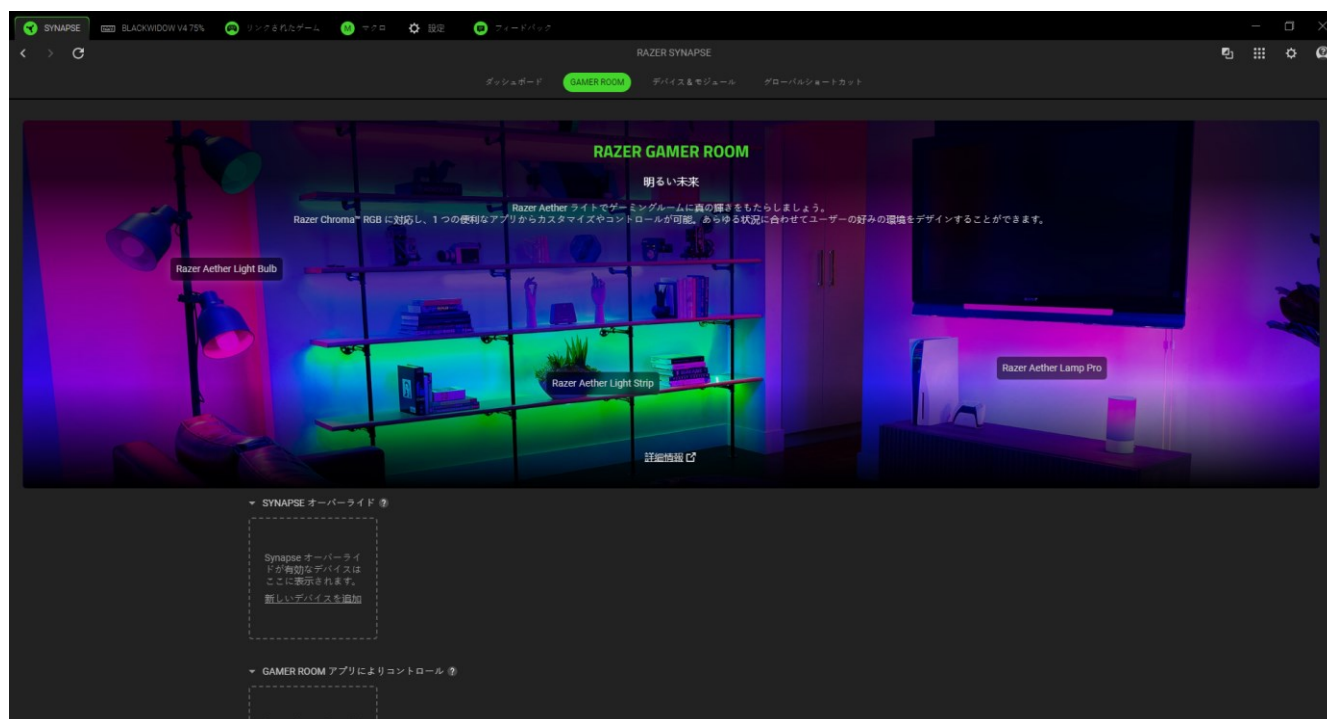 SYNAPSE
BLACKWIDOW V4 75%
リンクされたゲーム
マクロ
設定
フィードバック
RAZER SYNAPSE
ダッシュボード
GAMER ROOM
デバイス＆モジュール
グローバルショートカット
RAZER GAMER ROOM
明るい未来
Razer Aether ライトでゲーミングルームに真の輝きをもたらしましょう。
Razer Chroma™ RGB に対応し、1 つの便利なアプリからカスタマイズやコントロールが可能。あらゆる状況に合わせてユーザーの好みの環境をデザインすることができます。
Razer Aether Light Bulb
Razer Aether Lamp Pro
Razer Aether Light Strip
詳細情報
SYNAPSE オーバーライド ?
Synapse オーバーライ
ドが有効なデバイスは
ここに表示されます。
新しいデバイスを追加
GAMER ROOM アプリによりコントロール ?